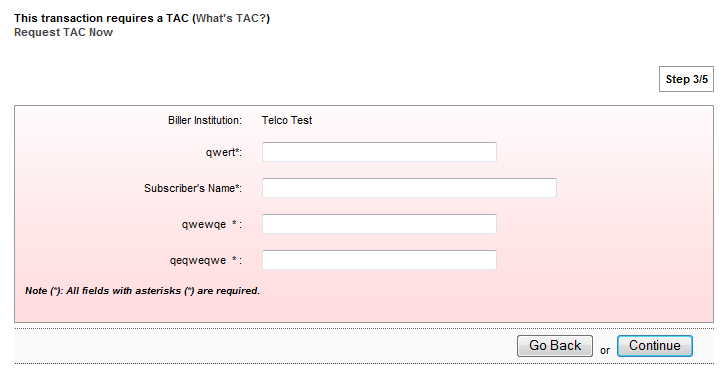 This transaction requires a TAC (What's TAC?)
Request TAC Now
Step 3/5
Biller Institution: Telco Test
qwert*:
Subscriber's Name*:
qwewqe * :
qeqweqwe * :
Note (*): All fields with asterisks (*) are required.
Go Back or Continue